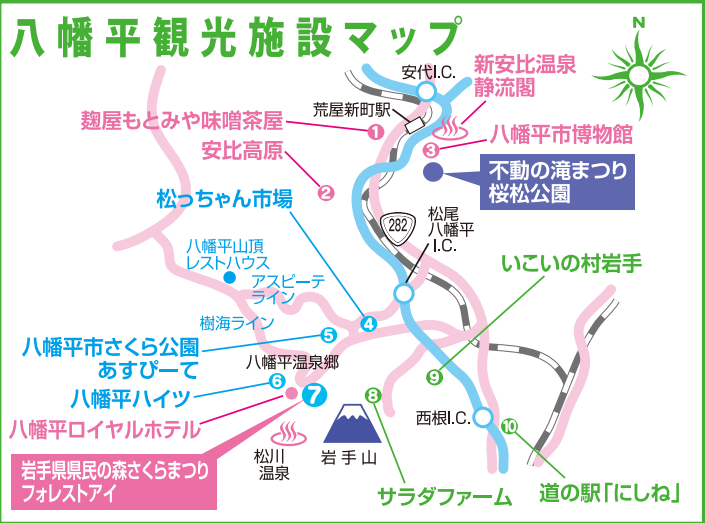 八幡平観光施設マップ
N
安代I.C.
新安比温泉
静流閣
荒屋新町駅
麹屋もとみや味噌茶屋
1
3
八幡平市博物館
安比高原
2
不動の滝まつり
桜松公園
松っちゃん市場
282
松尾
八幡平
I.C.
八幡平山頂
レストハウス
アスピーテ
ライン
いこいの村岩手
樹海ライン
4
5
八幡平市さくら公園
あすぴーて
八幡平温泉郷
6
八幡平ハイツ
7
8
9
八幡平ロイヤルホテル
西根I.C.
10
岩手県県民の森さくらまつり
フォレストアイ
松川
温泉
岩手山
サラダファーム
道の駅「にしね」